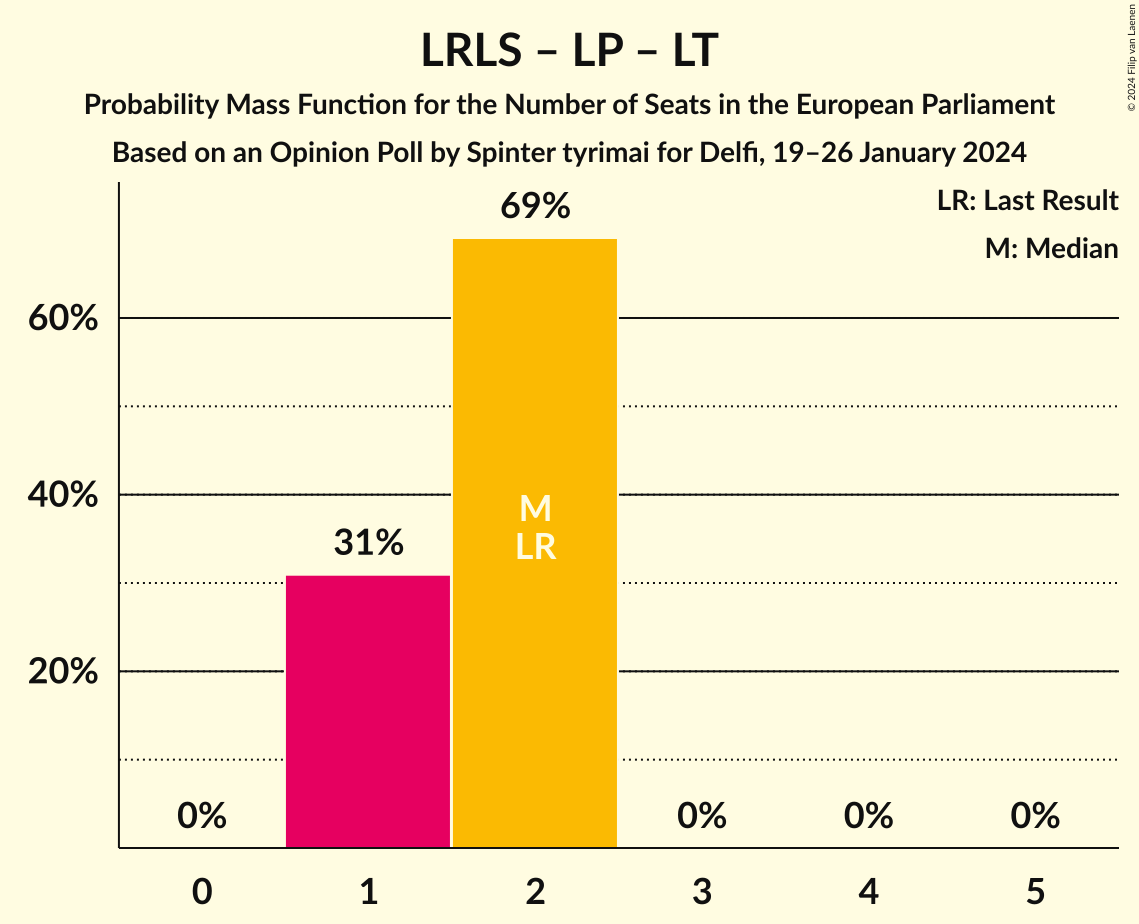 LRLS – LP – LT
Probability Mass Function for the Number of Seats in the European Parliament
Based on an Opinion Poll by Spinter tyrimai for Delfi, 19–26 January 2024
© 2024 Filip van Laenen
LR: Last Result
M: Median
69%
60%
40%
M
LR
31%
20%
0%
0%
0%
0%
0
1
2
3
4
5